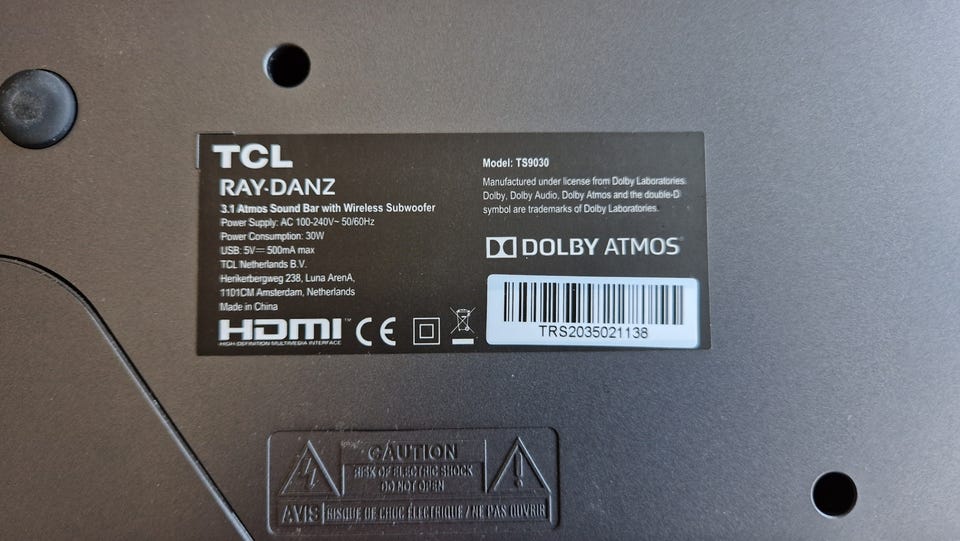 TCL
RAY·DANZ
3.1 Atmos Sound Bar with Wireless Subwoofer
Power Supply: AC 100-240V~ 50/60Hz
Power Consumption: 30W
USB: 5V⎓ 500mA max
TCL Netherlands B.V.
Herikerbergweg 238, Luna ArenA,
1101CM Amsterdam, Netherlands
Made in China
HDMI™
HIGH-DEFINITION MULTIMEDIA INTERFACE
CE
Model: TS9030
Manufactured under license from Dolby Laboratories.
Dolby, Dolby Audio, Dolby Atmos and the double-D
symbol are trademarks of Dolby Laboratories.
DOLBY ATMOS®
TRS2035021138
CAUTION
RISK OF ELECTRIC SHOCK
DO NOT OPEN
AVIS RISQUE DE CHOC ÉLECTRIQUE / NE PAS OUVRIR